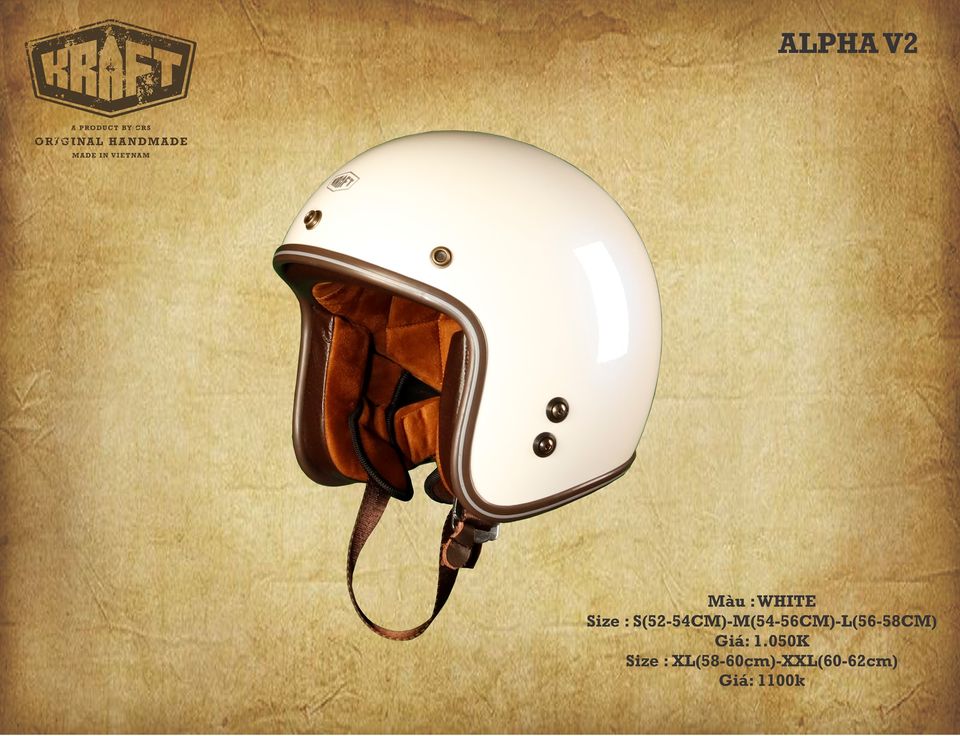 KRAFT
A PRODUCT BY CRS
ORIGINAL HANDMADE
MADE IN VIETNAM
ALPHA V2
KRAFT
Màu : WHITE
Size : S(52-54CM)-M(54-56CM)-L(56-58CM)
Giá: 1.050K
Size : XL(58-60cm)-XXL(60-62cm)
Giá: 1100k